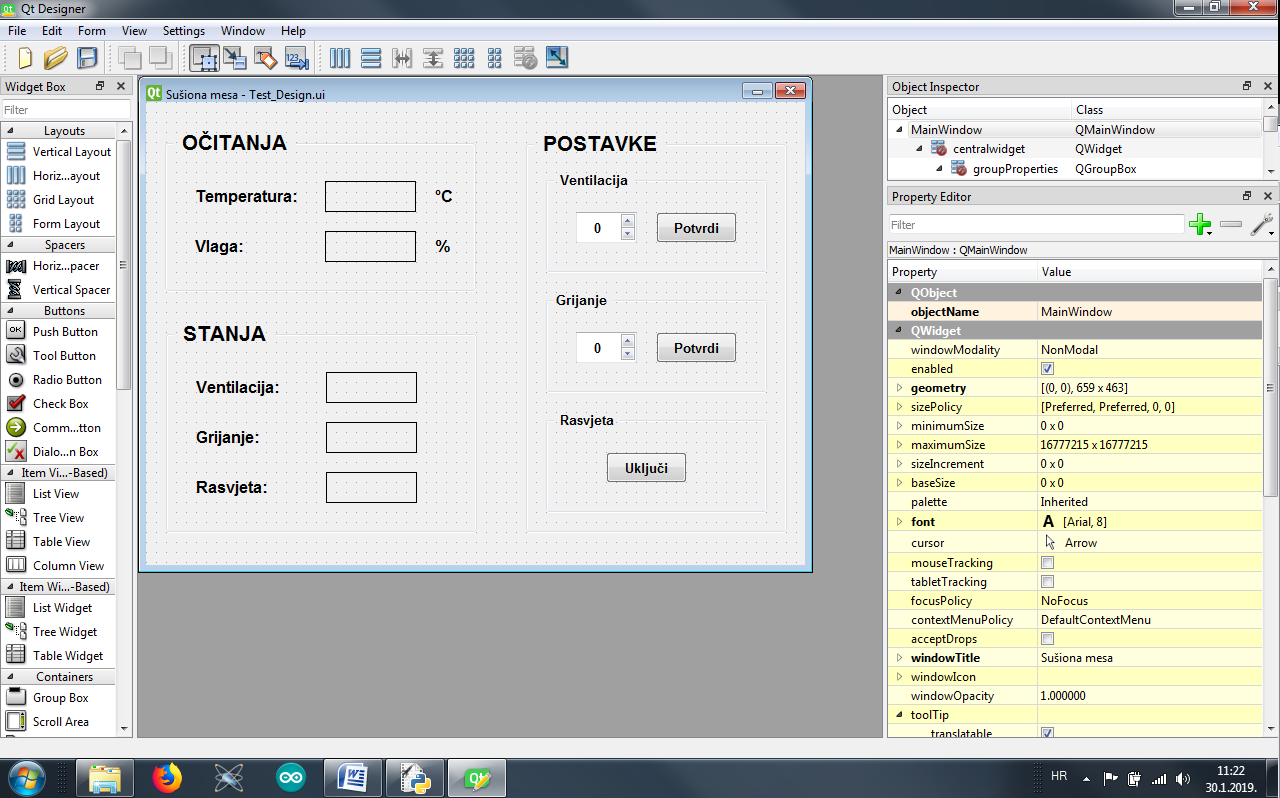 Qt Designer
File Edit Form View Settings Window Help
Widget Box
Filter
Layouts
Vertical Layout
Horiz...ayout
Grid Layout
Form Layout
Spacers
Horiz...pacer
Vertical Spacer
Buttons
OK Push Button
Tool Button
Radio Button
Check Box
Comm...tton
Dialo...n Box
Item Vi...-Based)
List View
Tree View
Table View
Column View
Item Wi...-Based)
List Widget
Tree Widget
Table Widget
Containers
Group Box
Scroll Area
Qt Sušiona mesa - Test_Design.ui
OČITANJA
Temperatura: °C
Vlaga: %
STANJA
Ventilacija:
Grijanje:
Rasvjeta:
POSTAVKE
Ventilacija
0 Potvrdi
Grijanje
0 Potvrdi
Rasvjeta
Uključi
Object Inspector
Object Class
MainWindow QMainWindow
centralwidget QWidget
groupProperties QGroupBox
Property Editor
Filter
MainWindow : QMainWindow
Property Value
QObject
objectName MainWindow
QWidget
windowModality NonModal
enabled
geometry [(0, 0), 659 x 463]
sizePolicy [Preferred, Preferred, 0, 0]
minimumSize 0 x 0
maximumSize 16777215 x 16777215
sizeIncrement 0 x 0
baseSize 0 x 0
palette Inherited
font A [Arial, 8]
cursor Arrow
mouseTracking
tabletTracking
focusPolicy NoFocus
contextMenuPolicy DefaultContextMenu
acceptDrops
windowTitle Sušiona mesa
windowIcon
windowOpacity 1.000000
toolTip
translatable
HR
11:22
30.1.2019.